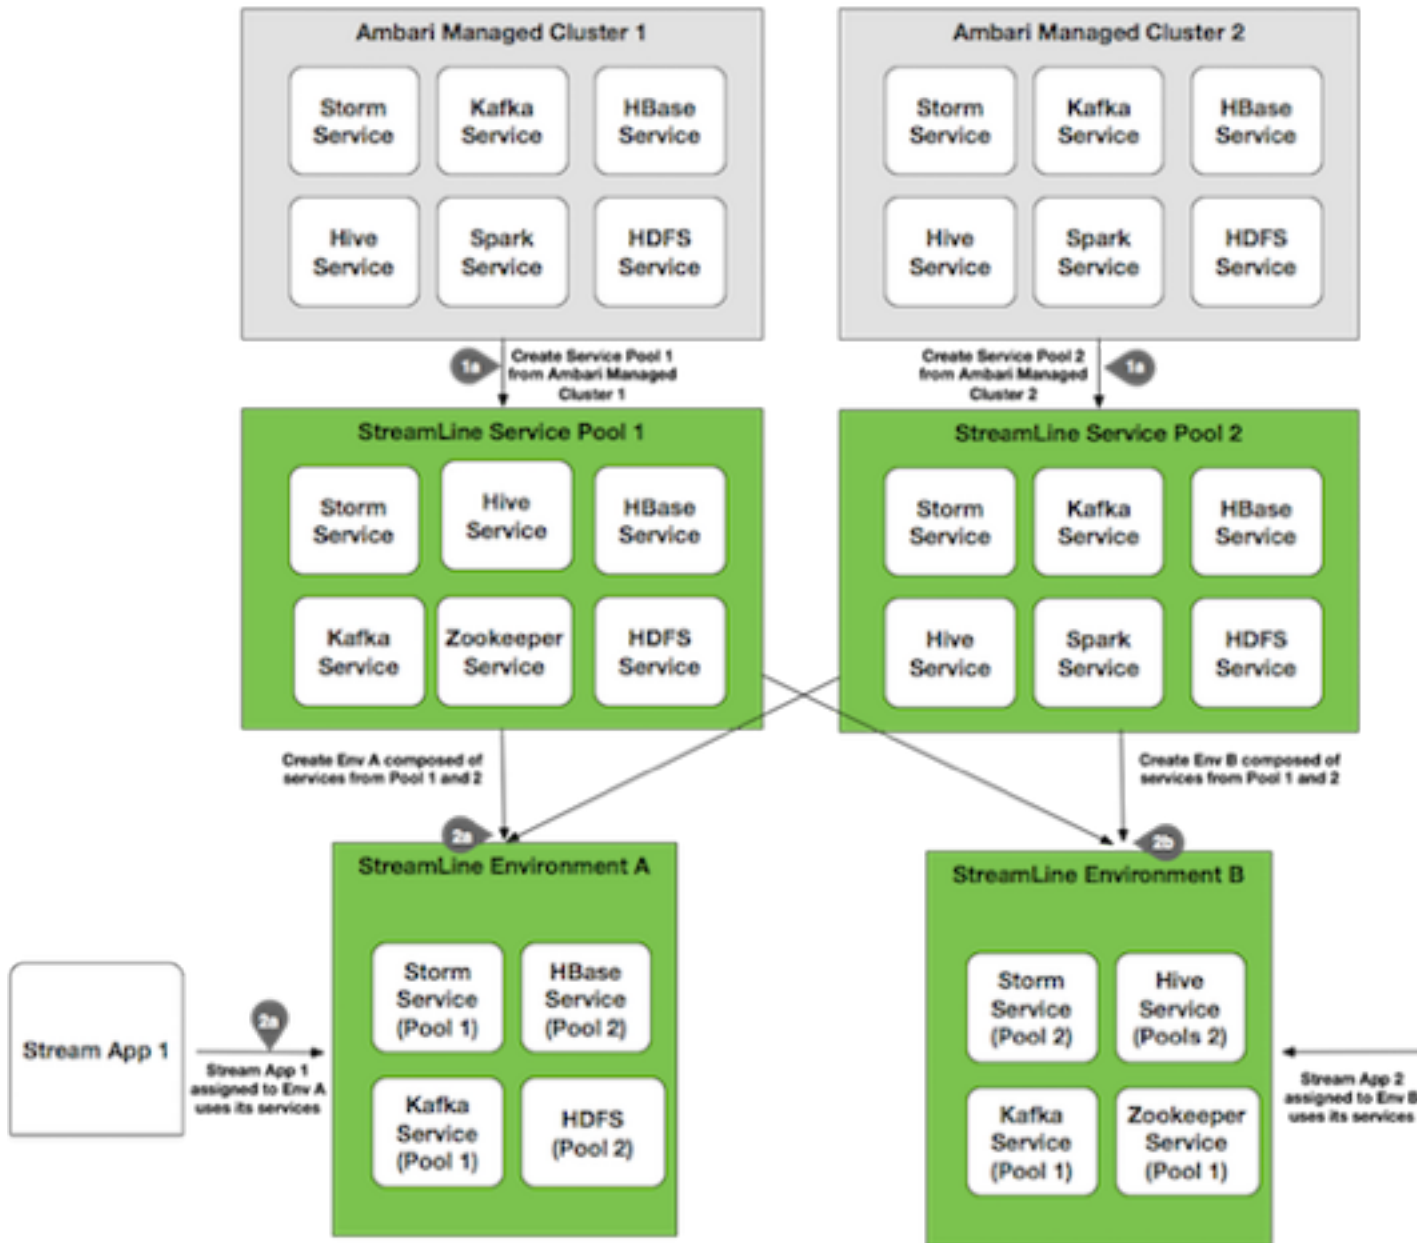 Ambari Managed Cluster 1
Storm
Service
Kafka
Service
HBase
Service
Hive
Service
Spark
Service
HDFS
Service
Ambari Managed Cluster 2
Storm
Service
Kafka
Service
HBase
Service
Hive
Service
Spark
Service
HDFS
Service
1a
Create Service Pool 1
from Ambari Managed
Cluster 1
Create Service Pool 2
from Ambari Managed
Cluster 2
1a
StreamLine Service Pool 1
Storm
Service
Hive
Service
HBase
Service
Kafka
Service
Zookeeper
Service
HDFS
Service
StreamLine Service Pool 2
Storm
Service
Kafka
Service
HBase
Service
Hive
Service
Spark
Service
HDFS
Service
Create Env A composed of
services from Pool 1 and 2
Create Env B composed of
services from Pool 1 and 2
2a
2b
StreamLine Environment A
Storm
Service
(Pool 1)
HBase
Service
(Pool 2)
Kafka
Service
(Pool 1)
HDFS
(Pool 2)
StreamLine Environment B
Storm
Service
(Pool 2)
Hive
Service
(Pools 2)
Kafka
Service
(Pool 1)
Zookeeper
Service
(Pool 1)
Stream App 1
2a
Stream App 1
assigned to Env A
uses its services
Stream App 2
assigned to Env B
uses its services